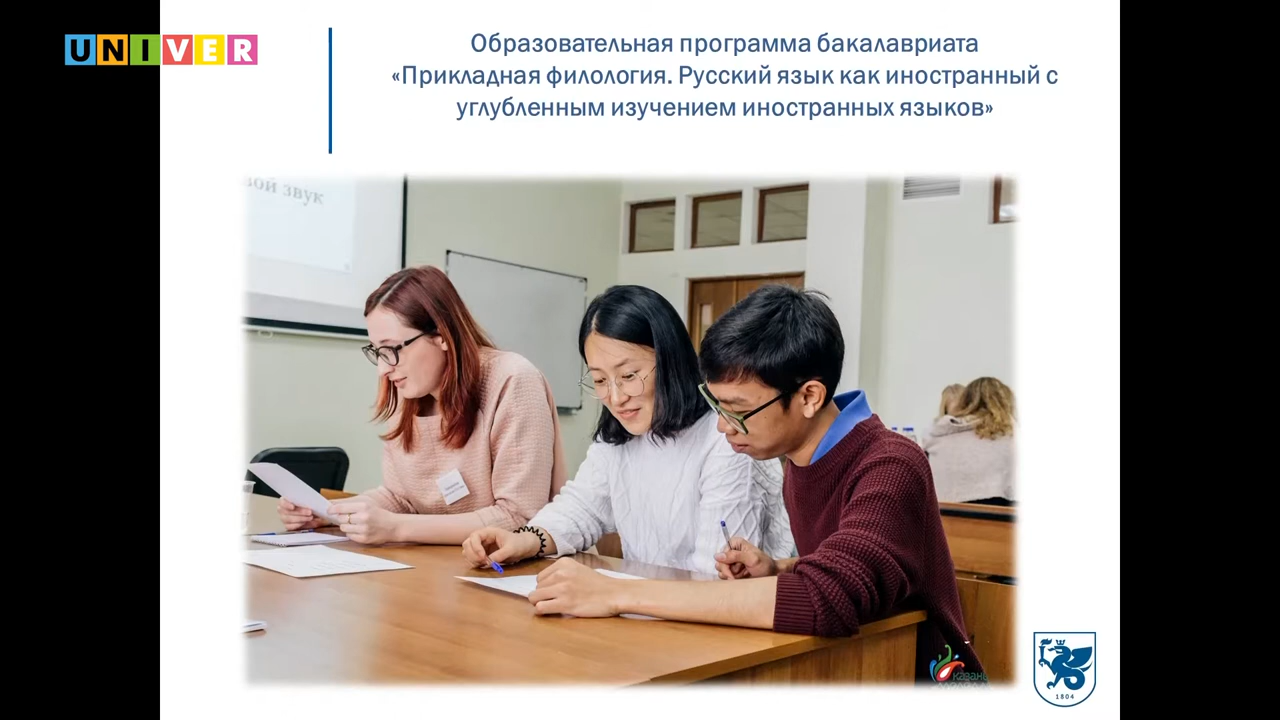 UNIVER
Образовательная программа бакалавриата
«Прикладная филология. Русский язык как иностранный с
углубленным изучением иностранных языков»
звук
1804